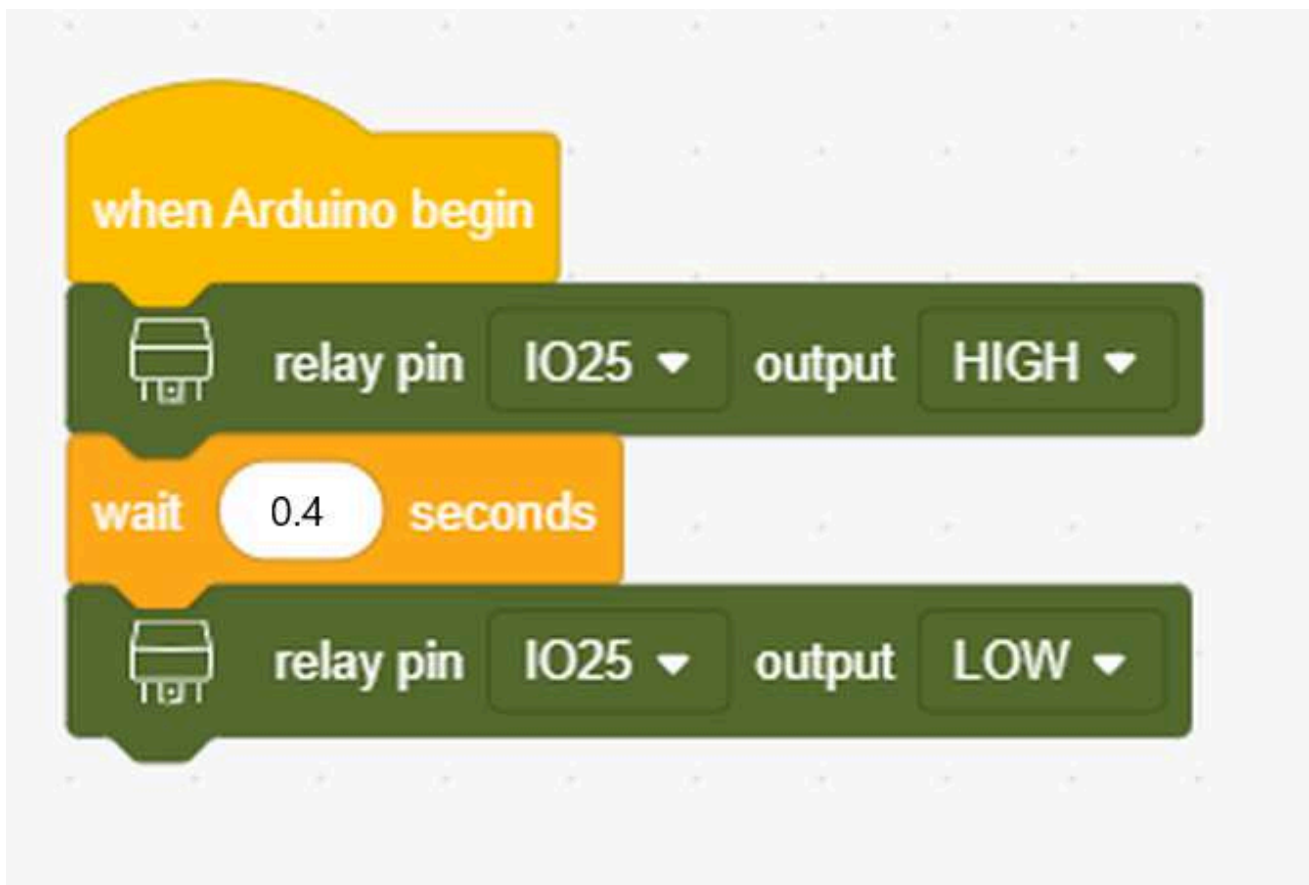 when Arduino begin
relay pin IO25 output HIGH
wait 0.4 seconds
relay pin IO25 output LOW